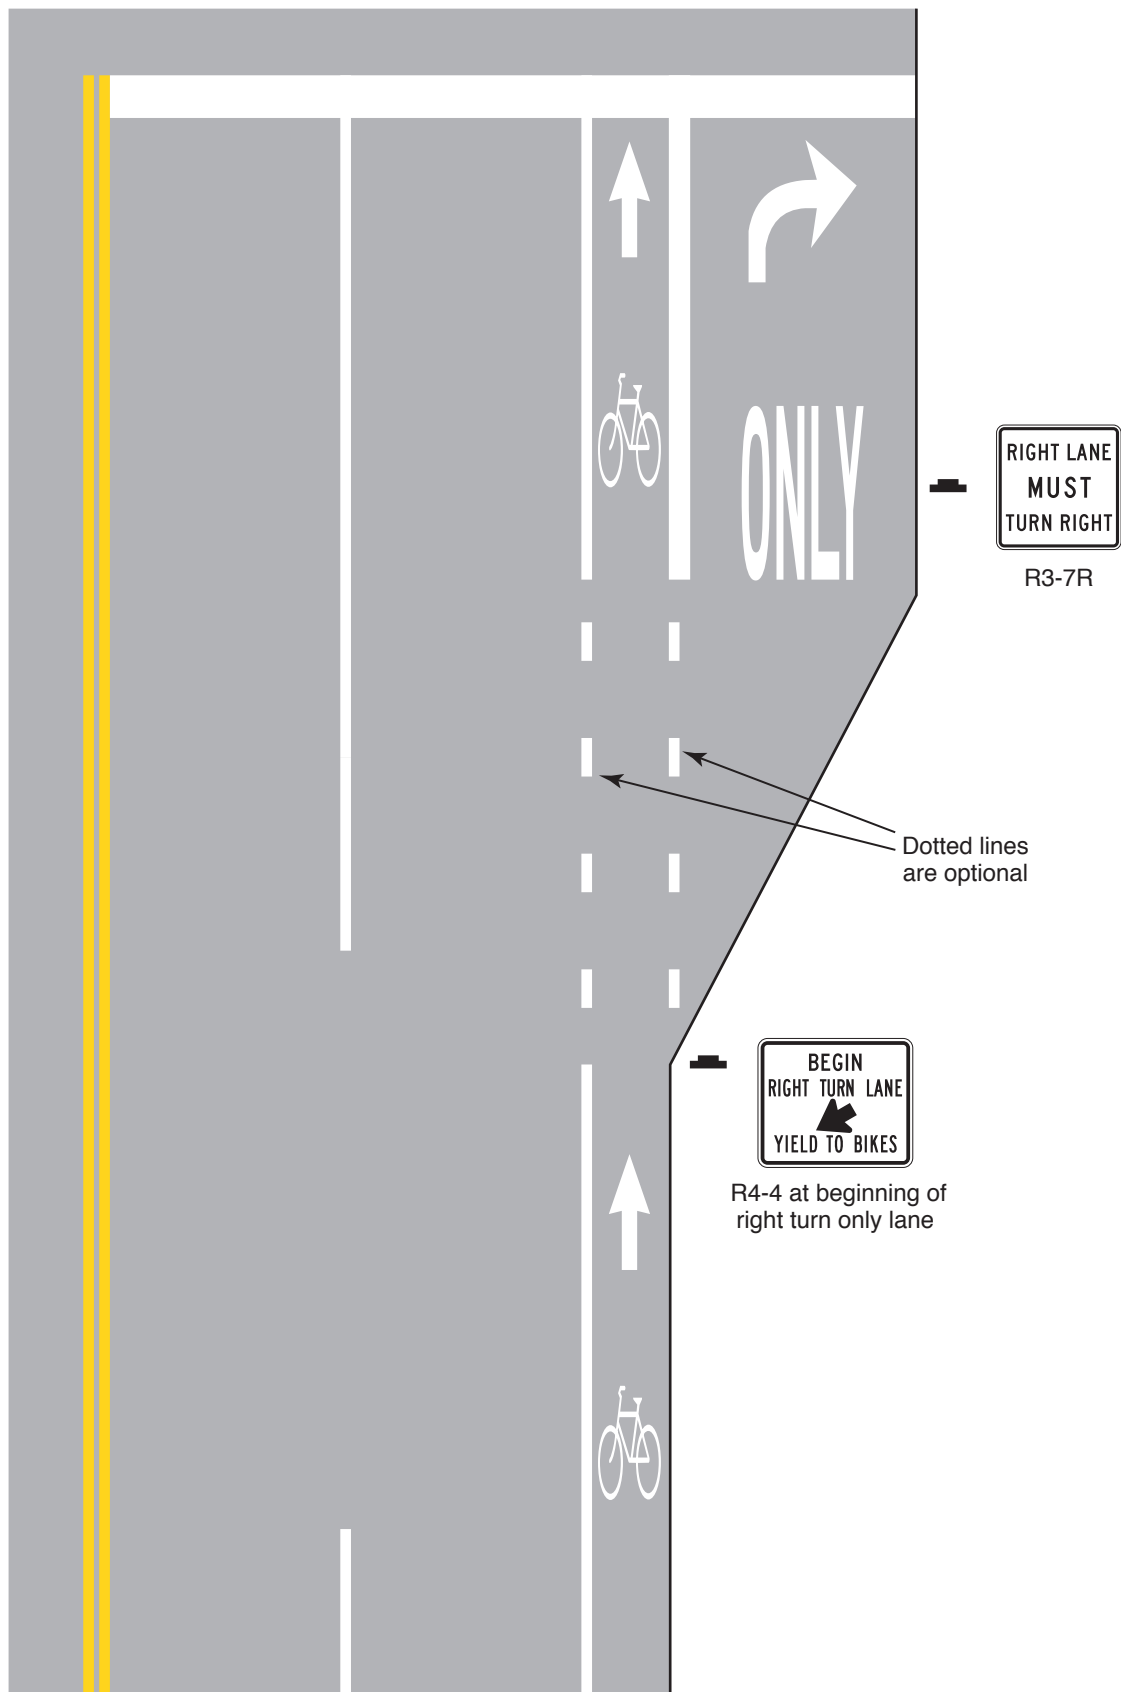 ONLY
RIGHT LANE
MUST
TURN RIGHT
R3-7R
Dotted lines
are optional
BEGIN
RIGHT TURN LANE
YIELD TO BIKES
R4-4 at beginning of
right turn only lane